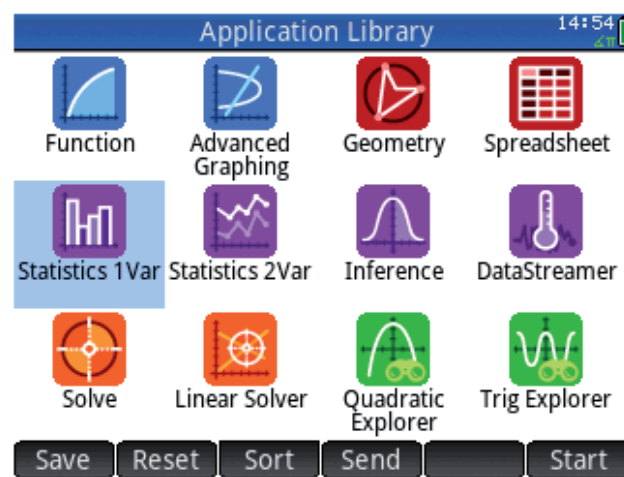 Application Library 14:54
∡π
Function Advanced Graphing Geometry Spreadsheet
Statistics 1Var Statistics 2Var Inference DataStreamer
Solve Linear Solver Quadratic Explorer Trig Explorer
Save Reset Sort Send Start